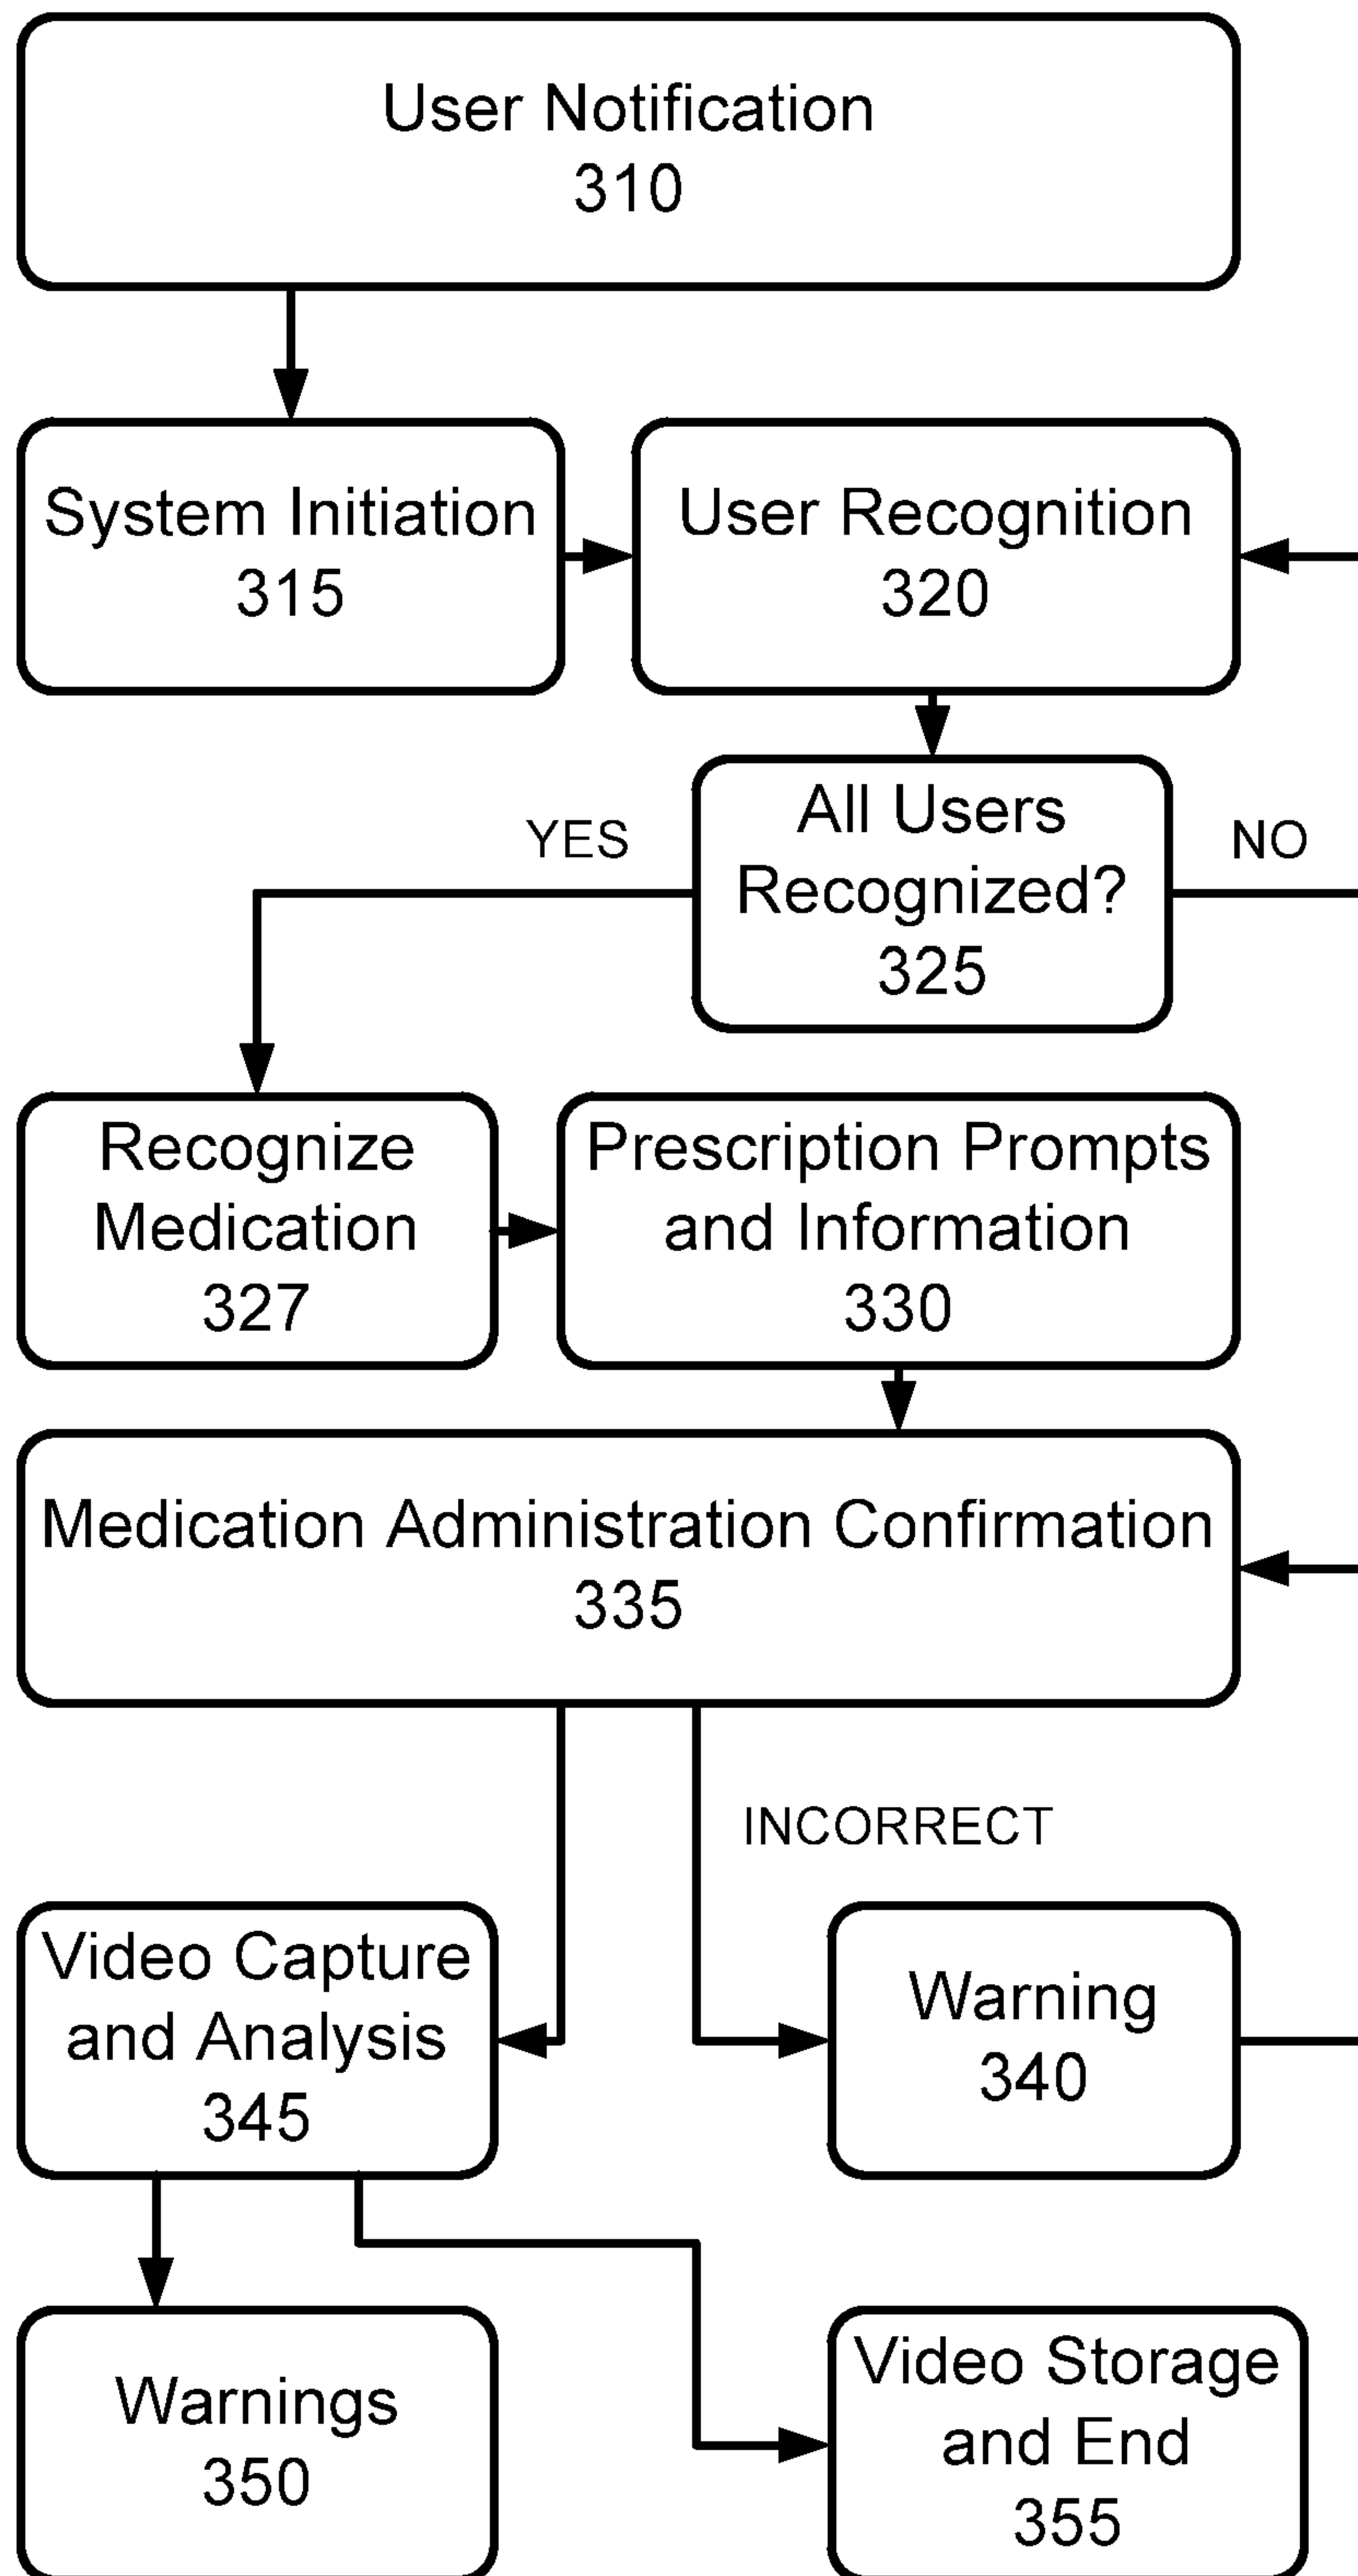 User Notification
310
System Initiation
315
User Recognition
320
All Users
Recognized?
325
YES
NO
Recognize
Medication
327
Prescription Prompts
and Information
330
Medication Administration Confirmation
335
INCORRECT
Video Capture
and Analysis
345
Warning
340
Warnings
350
Video Storage
and End
355